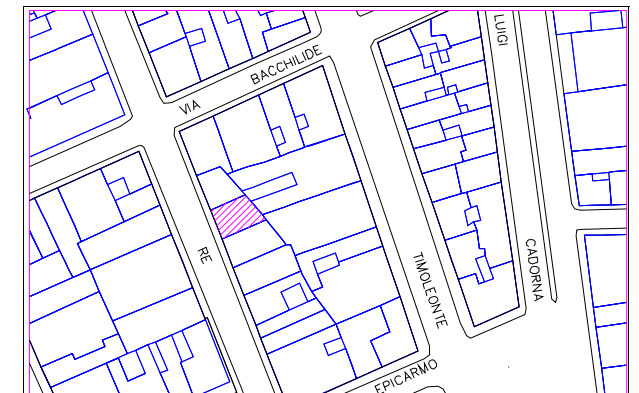 LUIGI
VIA BACCHILIDE
RE
TIMOLEONTE
CADORNA
EPICARMO